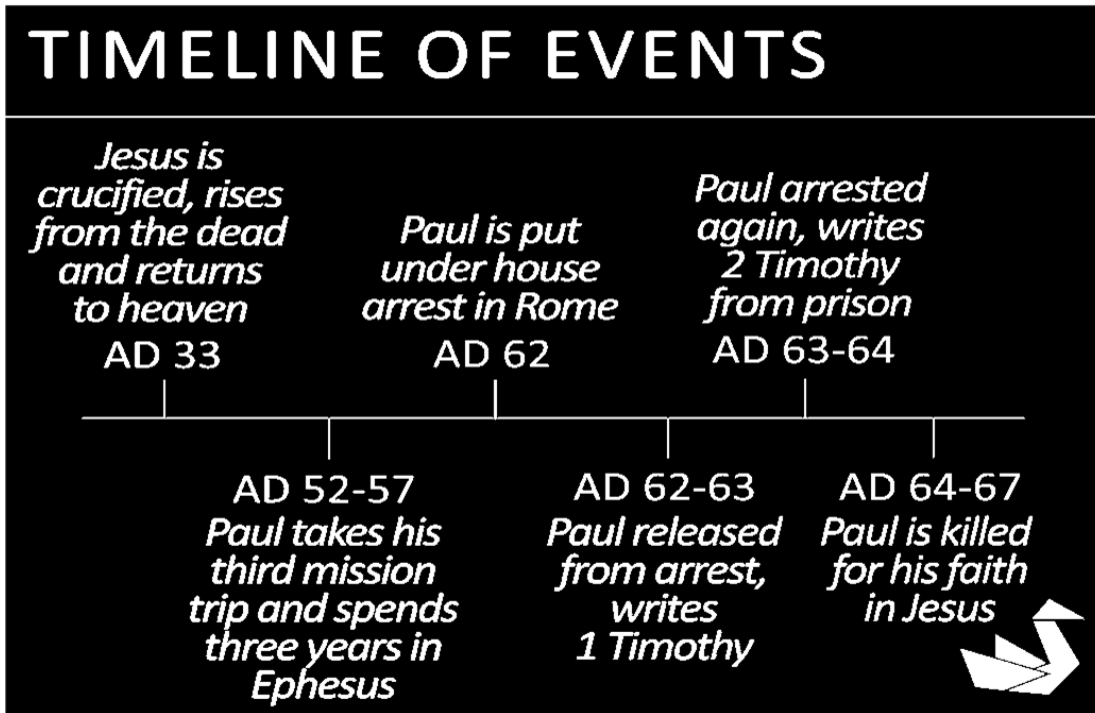 TIMELINE OF EVENTS
Jesus is
crucified, rises
from the dead
and returns
to heaven
AD 33
AD 52-57
Paul takes his
third mission
trip and spends
three years in
Ephesus
Paul is put
under house
arrest in Rome
AD 62
AD 62-63
Paul released
from arrest,
writes
1 Timothy
Paul arrested
again, writes
2 Timothy
from prison
AD 63-64
AD 64-67
Paul is killed
for his faith
in Jesus